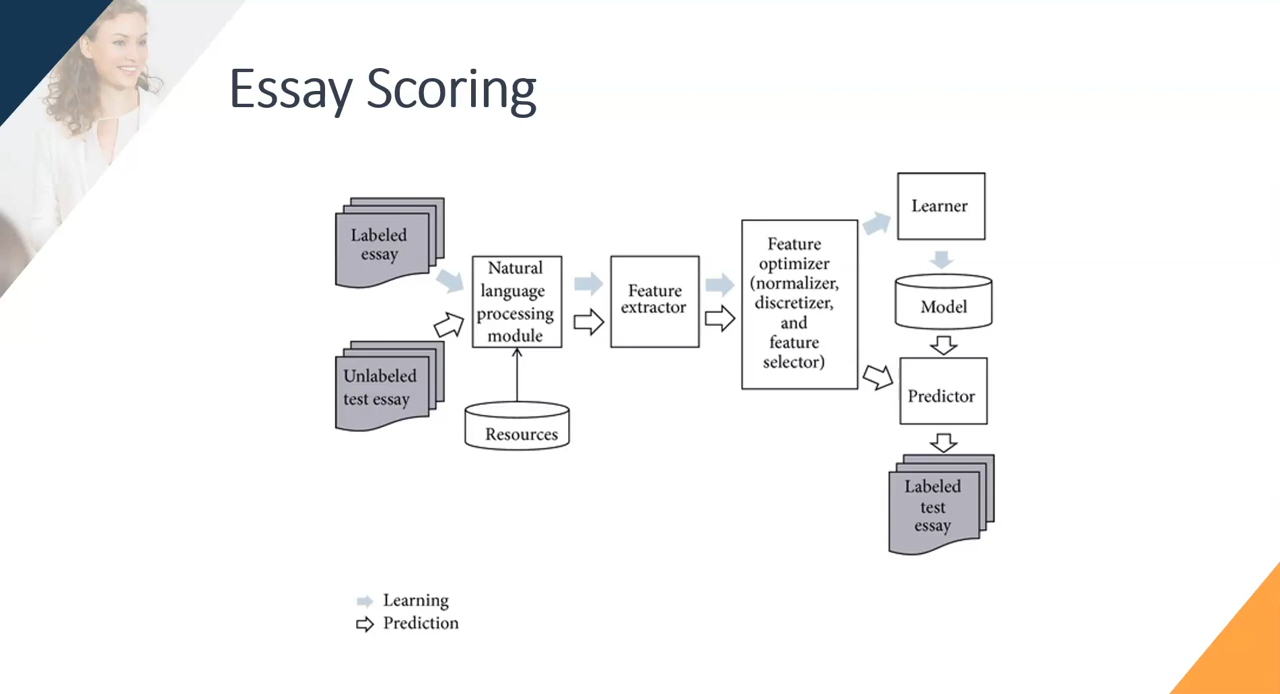 Essay Scoring
Labeled
essay
Unlabeled
test essay
Natural
language
processing
module
Resources
Feature
extractor
Feature
optimizer
(normalizer,
discretizer,
and
feature
selector)
Learner
Model
Predictor
Labeled
test
essay
Learning
Prediction